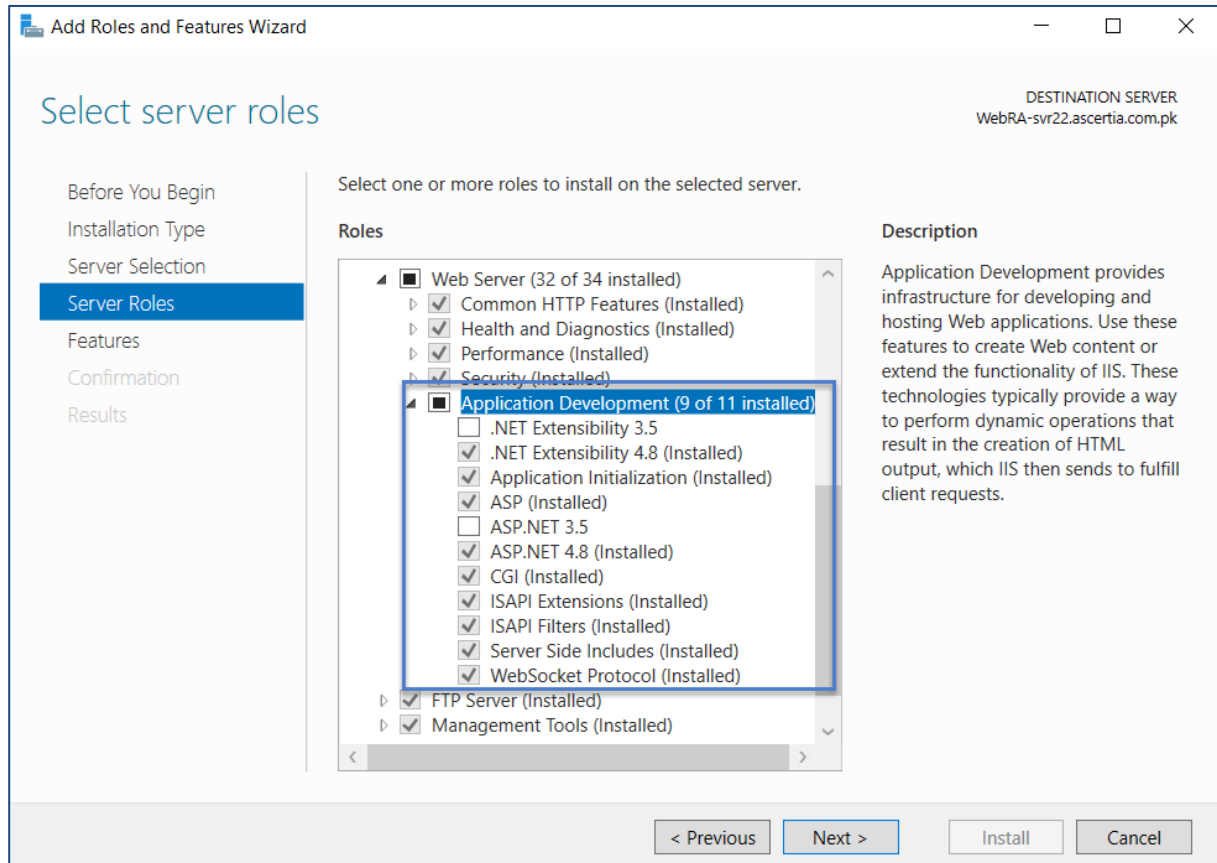 Add Roles and Features Wizard
Select server roles
DESTINATION SERVER
WebRA-svr22.ascertia.com.pk
Before You Begin
Installation Type
Server Selection
Server Roles
Features
Confirmation
Results
Select one or more roles to install on the selected server.
Roles
Web Server (32 of 34 installed)
Common HTTP Features (Installed)
Health and Diagnostics (Installed)
Performance (Installed)
Security (Installed)
Application Development (9 of 11 installed)
.NET Extensibility 3.5
.NET Extensibility 4.8 (Installed)
Application Initialization (Installed)
ASP (Installed)
ASP.NET 3.5
ASP.NET 4.8 (Installed)
CGI (Installed)
ISAPI Extensions (Installed)
ISAPI Filters (Installed)
Server Side Includes (Installed)
WebSocket Protocol (Installed)
FTP Server (Installed)
Management Tools (Installed)
Description
Application Development provides
infrastructure for developing and
hosting Web applications. Use these
features to create Web content or
extend the functionality of IIS. These
technologies typically provide a way
to perform dynamic operations that
result in the creation of HTML
output, which IIS then sends to fulfill
client requests.
< Previous
Next >
Install
Cancel